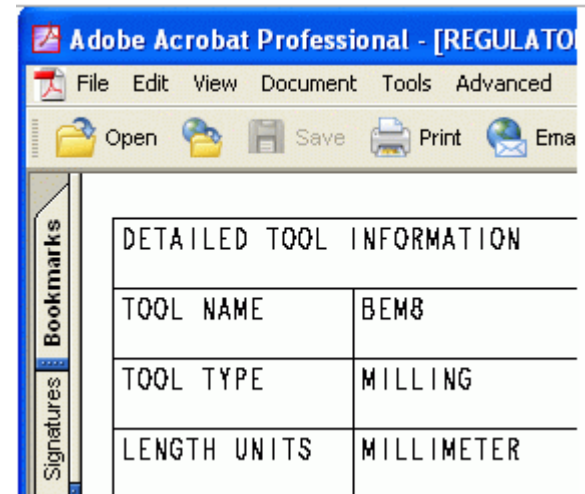 Adobe Acrobat Professional - [REGULATO
File Edit View Document Tools Advanced
Open Save Print Ema
Bookmarks
Signatures
DETAILED TOOL INFORMATION
TOOL NAME BEM8
TOOL TYPE MILLING
LENGTH UNITS MILLIMETER